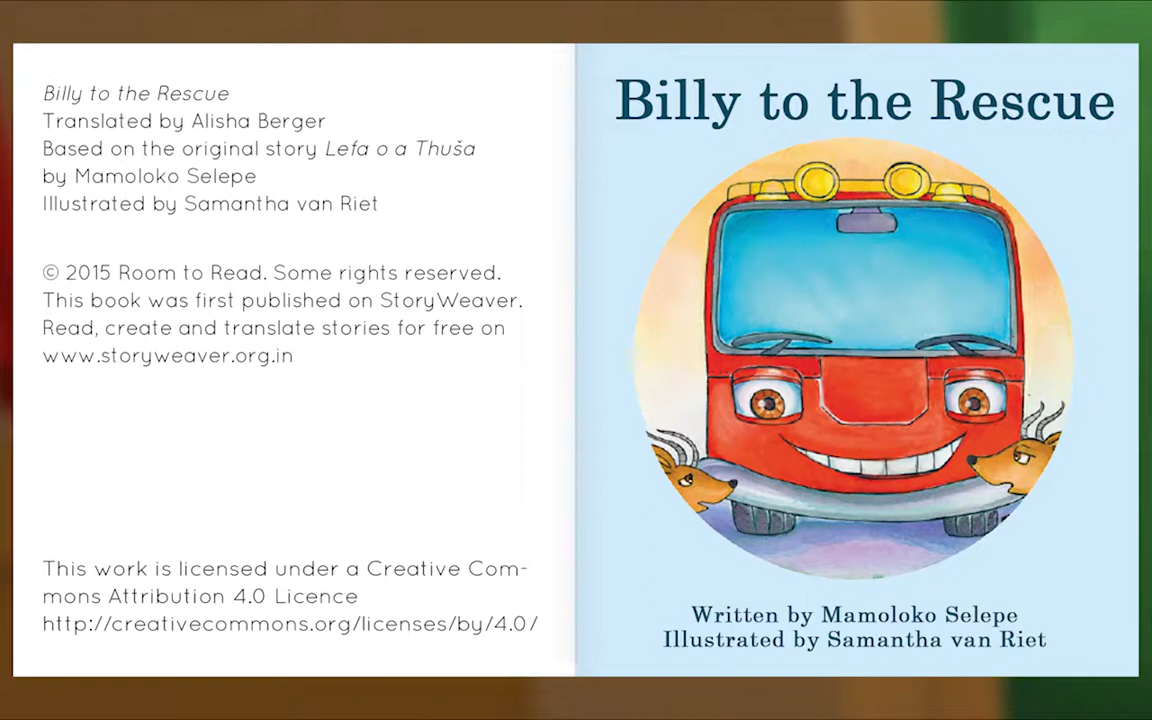 Billy to the Rescue
Translated by Alisha Berger
Based on the original story Lefa o a Thuša
by Mamoloko Selepe
Illustrated by Samantha van Riet
© 2015 Room to Read. Some rights reserved.
This book was first published on StoryWeaver.
Read, create and translate stories for free on
www.storyweaver.org.in
This work is licensed under a Creative Com-
mons Attribution 4.0 Licence
http://creativecommons.org/licenses/by/4.0/
Billy to the Rescue
Written by Mamoloko Selepe
Illustrated by Samantha van Riet